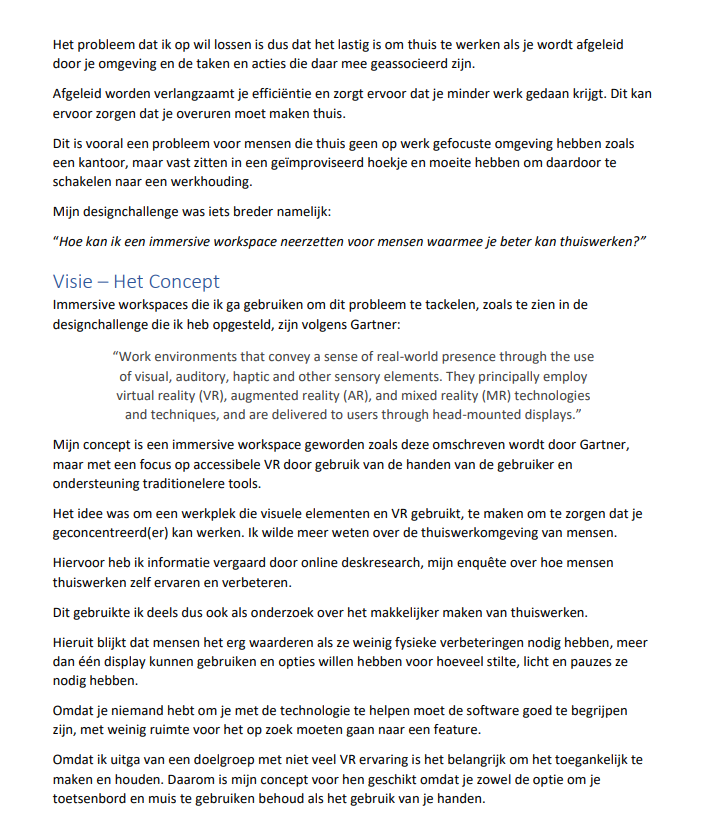 Het probleem dat ik op wil lossen is dus dat het lastig is om thuis te werken als je wordt afgeleid
door je omgeving en de taken en acties die daar mee geassocieerd zijn.
Afgeleid worden verlangzaamt je efficiëntie en zorgt ervoor dat je minder werk gedaan krijgt. Dit kan
ervoor zorgen dat je overuren moet maken thuis.
Dit is vooral een probleem voor mensen die thuis geen op werk gefocuste omgeving hebben zoals
een kantoor, maar vast zitten in een geïmproviseerd hoekje en moeite hebben om daardoor te
schakelen naar een werkhouding.
Mijn designchallenge was iets breder namelijk:
“Hoe kan ik een immersive workspace neerzetten voor mensen waarmee je beter kan thuiswerken?”
Visie – Het Concept
Immersive workspaces die ik ga gebruiken om dit probleem te tackelen, zoals te zien in de
designchallenge die ik heb opgesteld, zijn volgens Gartner:
“Work environments that convey a sense of real-world presence through the use
of visual, auditory, haptic and other sensory elements. They principally employ
virtual reality (VR), augmented reality (AR), and mixed reality (MR) technologies
and techniques, and are delivered to users through head-mounted displays.”
Mijn concept is een immersive workspace geworden zoals deze omschreven wordt door Gartner,
maar met een focus op accessibele VR door gebruik van de handen van de gebruiker en
ondersteuning traditionelere tools.
Het idee was om een werkplek die visuele elementen en VR gebruikt, te maken om te zorgen dat je
geconcentreerd(er) kan werken. Ik wilde meer weten over de thuiswerkomgeving van mensen.
Hiervoor heb ik informatie vergaard door online deskresearch, mijn enquête over hoe mensen
thuiswerken zelf ervaren en verbeteren.
Dit gebruikte ik deels dus ook als onderzoek over het makkelijker maken van thuiswerken.
Hieruit blijkt dat mensen het erg waarderen als ze weinig fysieke verbeteringen nodig hebben, meer
dan één display kunnen gebruiken en opties willen hebben voor hoeveel stilte, licht en pauzes ze
nodig hebben.
Omdat je niemand hebt om je met de technologie te helpen moet de software goed te begrijpen
zijn, met weinig ruimte voor het op zoek moeten gaan naar een feature.
Omdat ik uitga van een doelgroep met niet veel VR ervaring is het belangrijk om het toegankelijk te
maken en houden. Daarom is mijn concept voor hen geschikt omdat je zowel de optie om je
toetsenbord en muis te gebruiken behoud als het gebruik van je handen.